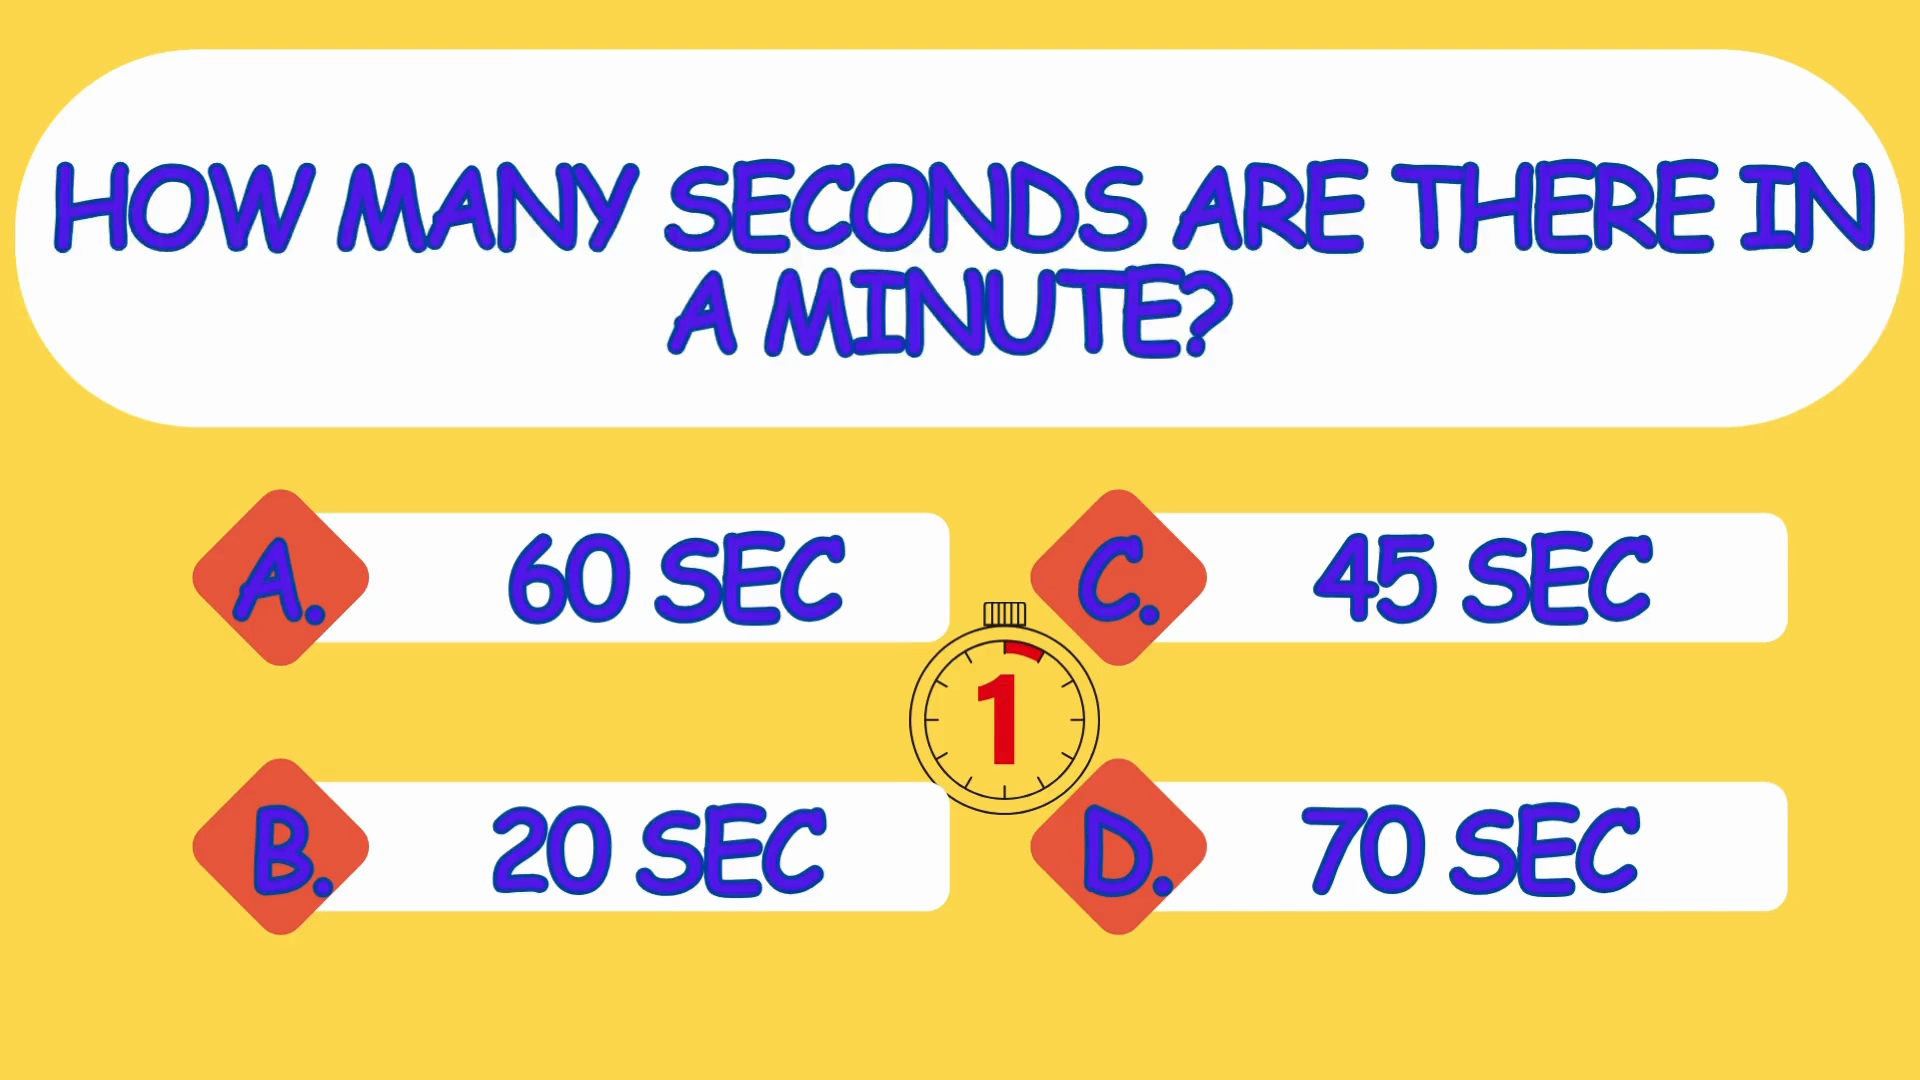 HOW MANY SECONDS ARE THERE IN
A MINUTE?
A. 60 SEC
C. 45 SEC
1
B. 20 SEC
D. 70 SEC